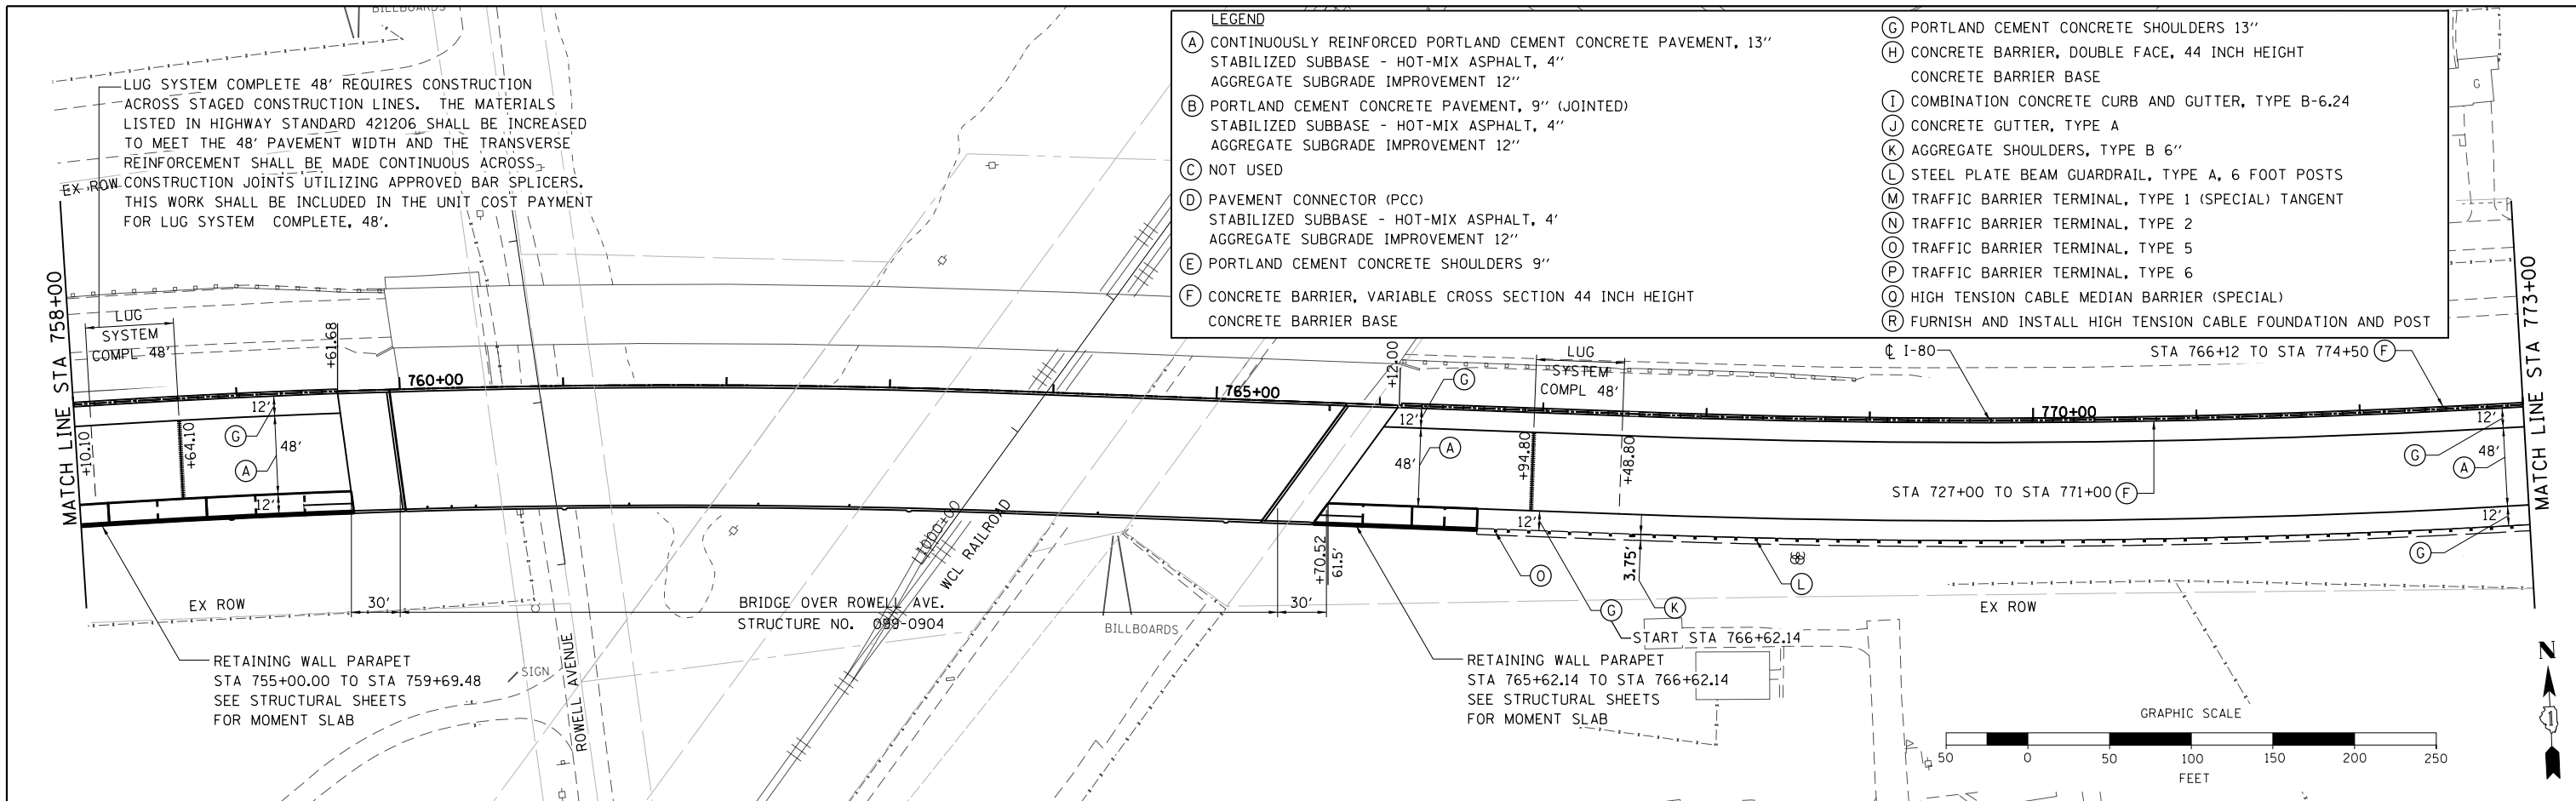 BILLBOARDS
LUG SYSTEM COMPLETE 48' REQUIRES CONSTRUCTION
ACROSS STAGED CONSTRUCTION LINES. THE MATERIALS
LISTED IN HIGHWAY STANDARD 421206 SHALL BE INCREASED
TO MEET THE 48' PAVEMENT WIDTH AND THE TRANSVERSE
REINFORCEMENT SHALL BE MADE CONTINUOUS ACROSS
CONSTRUCTION JOINTS UTILIZING APPROVED BAR SPLICERS.
THIS WORK SHALL BE INCLUDED IN THE UNIT COST PAYMENT
FOR LUG SYSTEM COMPLETE, 48'.
EX ROW
LEGEND
A CONTINUOUSLY REINFORCED PORTLAND CEMENT CONCRETE PAVEMENT, 13''
STABILIZED SUBBASE - HOT-MIX ASPHALT, 4''
AGGREGATE SUBGRADE IMPROVEMENT 12''
B PORTLAND CEMENT CONCRETE PAVEMENT, 9'' (JOINTED)
STABILIZED SUBBASE - HOT-MIX ASPHALT, 4''
AGGREGATE SUBGRADE IMPROVEMENT 12''
C NOT USED
D PAVEMENT CONNECTOR (PCC)
STABILIZED SUBBASE - HOT-MIX ASPHALT, 4'
AGGREGATE SUBGRADE IMPROVEMENT 12''
E PORTLAND CEMENT CONCRETE SHOULDERS 9''
F CONCRETE BARRIER, VARIABLE CROSS SECTION 44 INCH HEIGHT
CONCRETE BARRIER BASE
G PORTLAND CEMENT CONCRETE SHOULDERS 13''
H CONCRETE BARRIER, DOUBLE FACE, 44 INCH HEIGHT
CONCRETE BARRIER BASE
I COMBINATION CONCRETE CURB AND GUTTER, TYPE B-6.24
J CONCRETE GUTTER, TYPE A
K AGGREGATE SHOULDERS, TYPE B 6''
L STEEL PLATE BEAM GUARDRAIL, TYPE A, 6 FOOT POSTS
M TRAFFIC BARRIER TERMINAL, TYPE 1 (SPECIAL) TANGENT
N TRAFFIC BARRIER TERMINAL, TYPE 2
O TRAFFIC BARRIER TERMINAL, TYPE 5
P TRAFFIC BARRIER TERMINAL, TYPE 6
Q HIGH TENSION CABLE MEDIAN BARRIER (SPECIAL)
R FURNISH AND INSTALL HIGH TENSION CABLE FOUNDATION AND POST
G
MATCH LINE STA 758+00
LUG
SYSTEM
COMPL 48'
+61.68
760+00
765+00
+12.00
G
LUG
SYSTEM
COMPL 48'
℄ I-80
STA 766+12 TO STA 774+50 F
770+00
MATCH LINE STA 773+00
+10.10
+64.10
12'
G
48'
A
12'
12'
48'
A
+94.80
+48.80
STA 727+00 TO STA 771+00 F
12'
G
48'
A
12'
G
12'
3.75'
O
G
K
L
START STA 766+62.14
+70.52
61.5'
1000+00
WCL RAILROAD
EX ROW
30'
BRIDGE OVER ROWELL AVE.
STRUCTURE NO. 099-0904
30'
BILLBOARDS
EX ROW
RETAINING WALL PARAPET
STA 755+00.00 TO STA 759+69.48
SEE STRUCTURAL SHEETS
FOR MOMENT SLAB
SIGN
ROWELL AVENUE
RETAINING WALL PARAPET
STA 765+62.14 TO STA 766+62.14
SEE STRUCTURAL SHEETS
FOR MOMENT SLAB
N
1
GRAPHIC SCALE
50 0 50 100 150 200 250
FEET